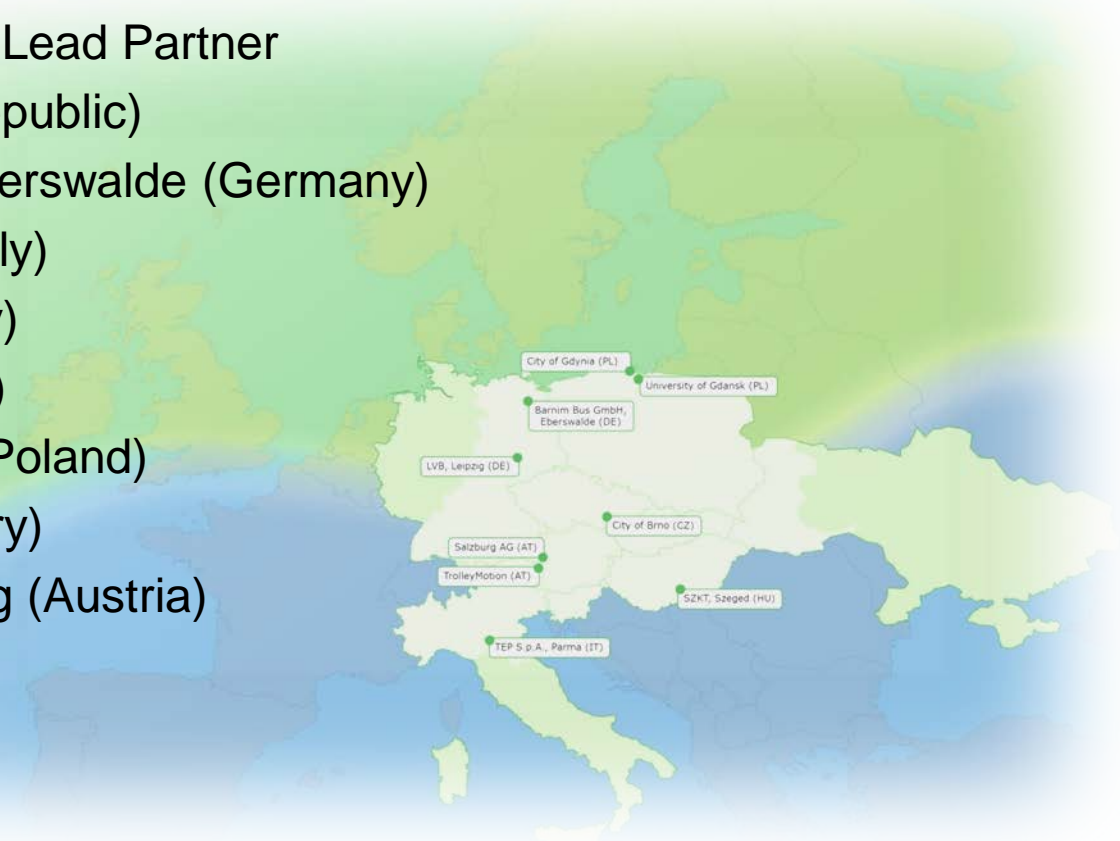 Lead Partner
public)
erswalde (Germany)
ly)
y)
)
Poland)
ry)
g (Austria)
City of Gdynia (PL)
University of Gdansk (PL)
Barnim Bus GmbH,
Eberswalde (DE)
LVB, Leipzig (DE)
City of Brno (CZ)
Salzburg AG (AT)
TrolleyMotion (AT)
SZKT, Szeged (HU)
TEP S.p.A., Parma (IT)